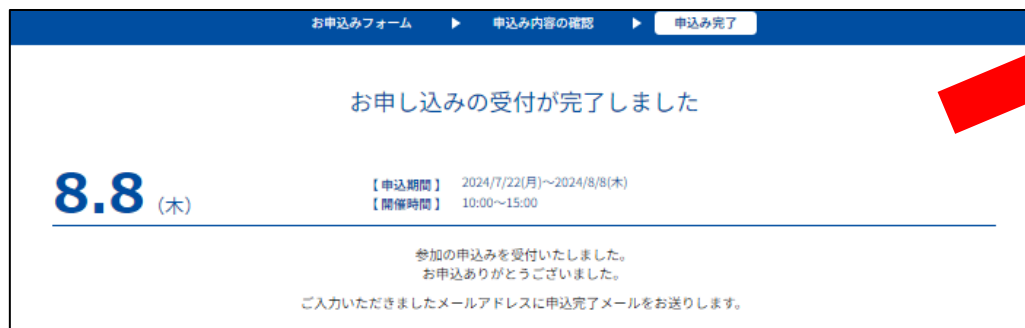 お申込みフォーム ▶ 申込み内容の確認 ▶ 申込み完了
お申し込みの受付が完了しました
8.8（木）
【申込期間】 2024/7/22(月)～2024/8/8(木)
【開催時間】 10:00～15:00
参加の申込みを受付いたしました。
お申込ありがとうございました。
ご入力いただきましたメールアドレスに申込完了メールをお送りします。